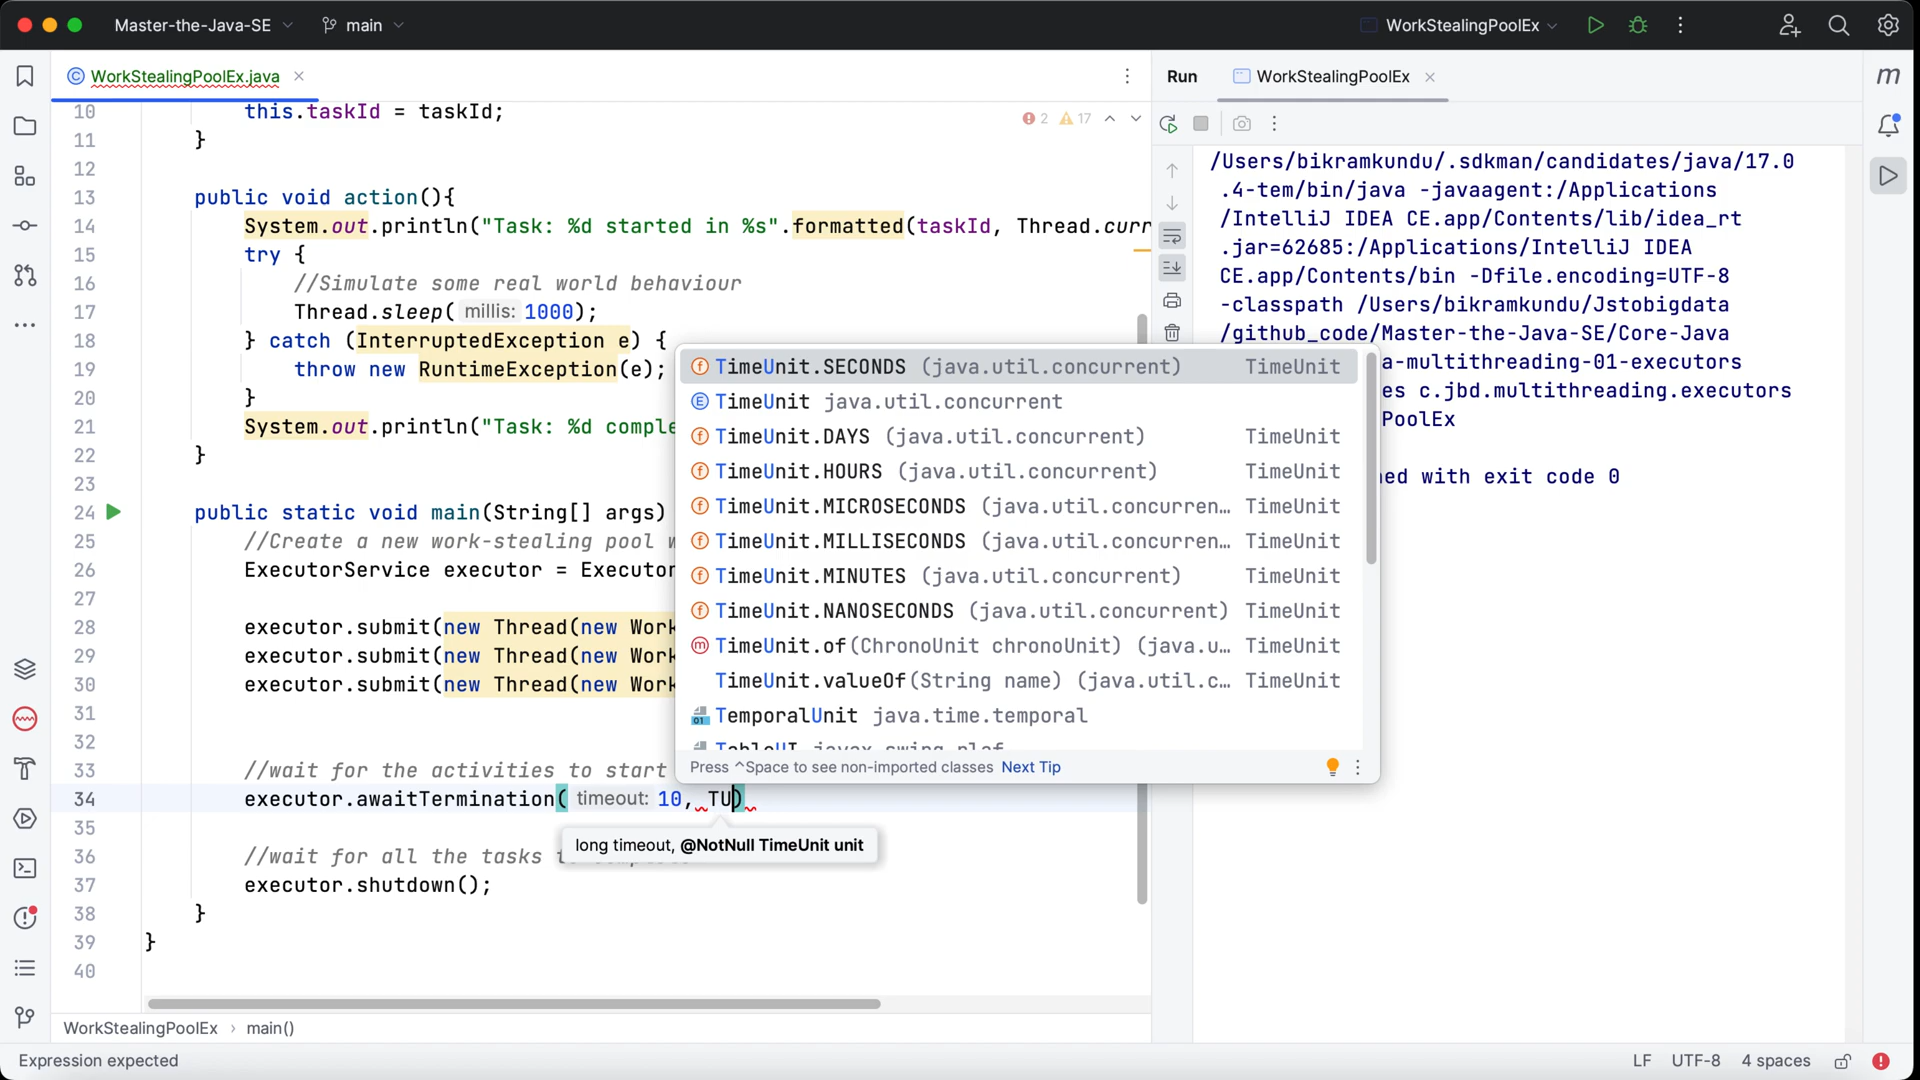 Master-the-Java-SE
main
WorkStealingPoolEx
WorkStealingPoolEx.java
Run
WorkStealingPoolEx
2
17
10 this.taskId = taskId;
11 }
12
13 public void action(){
14 System.out.println("Task: %d started in %s".formatted(taskId, Thread.curr
15 try {
16 //Simulate some real world behaviour
17 Thread.sleep( millis: 1000);
18 } catch (InterruptedException e) {
19 throw new RuntimeException(e);
20 }
21 System.out.println("Task: %d comple
22 }
23
24 public static void main(String[] args)
25 //Create a new work-stealing pool w
26 ExecutorService executor = Executor
27
28 executor.submit(new Thread(new Work
29 executor.submit(new Thread(new Work
30 executor.submit(new Thread(new Work
31
32
33 //wait for the activities to start
34 executor.awaitTermination( timeout: 10, TU)
35
36 //wait for all the tasks
37 executor.shutdown();
38 }
39 }
40
TimeUnit.SECONDS (java.util.concurrent) TimeUnit
TimeUnit java.util.concurrent
TimeUnit.DAYS (java.util.concurrent) TimeUnit
TimeUnit.HOURS (java.util.concurrent) TimeUnit
TimeUnit.MICROSECONDS (java.util.concurren… TimeUnit
TimeUnit.MILLISECONDS (java.util.concurren… TimeUnit
TimeUnit.MINUTES (java.util.concurrent) TimeUnit
TimeUnit.NANOSECONDS (java.util.concurrent) TimeUnit
TimeUnit.of(ChronoUnit chronoUnit) (java.u… TimeUnit
TimeUnit.valueOf(String name) (java.util.c… TimeUnit
TemporalUnit java.time.temporal
TableUI javax.swing.plaf
Press ^Space to see non-imported classes Next Tip
long timeout, @NotNull TimeUnit unit
/Users/bikramkundu/.sdkman/candidates/java/17.0
.4-tem/bin/java -javaagent:/Applications
/IntelliJ IDEA CE.app/Contents/lib/idea_rt
.jar=62685:/Applications/IntelliJ IDEA
CE.app/Contents/bin -Dfile.encoding=UTF-8
-classpath /Users/bikramkundu/Jstobigdata
/github_code/Master-the-Java-SE/Core-Java
a-multithreading-01-executors
es c.jbd.multithreading.executors
PoolEx
ned with exit code 0
WorkStealingPoolEx › main()
Expression expected
LF UTF-8 4 spaces